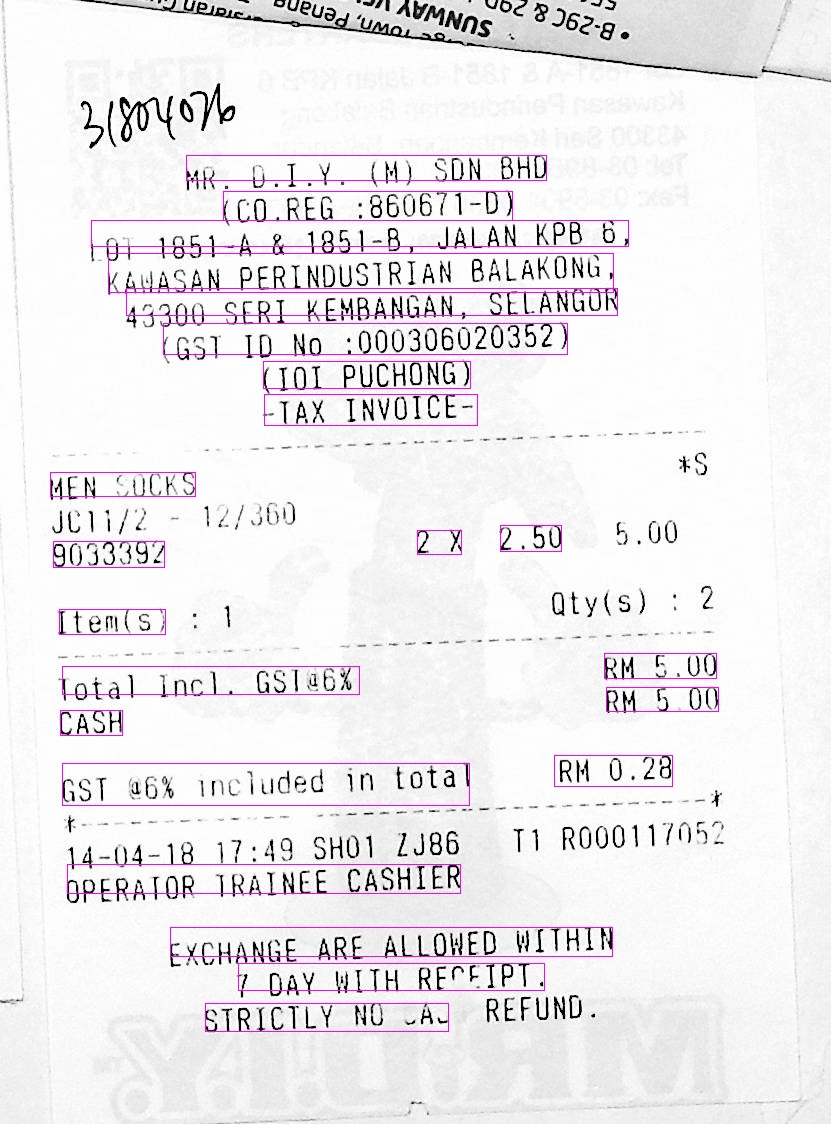 B-29C & 29D
SUNWAY
Penang
31804076
MR. D.I.Y. (M) SDN BHD
(CO.REG :860671-D)
LOT 1851-A & 1851-B, JALAN KPB 6,
KAWASAN PERINDUSTRIAN BALAKONG,
43300 SERI KEMBANGAN, SELANGOR
(GST ID No :000306020352)
(IOI PUCHONG)
-TAX INVOICE-
MEN SOCKS *S
JC11/2 - 12/360
9033392 2 X 2.50 5.00
Item(s) : 1 Qty(s) : 2
Total Incl. GST@6% RM 5.00
CASH RM 5.00
GST @6% included in total RM 0.28
*--------------------------------------*
14-04-18 17:49 SH01 ZJ86 T1 R000117052
OPERATOR TRAINEE CASHIER
EXCHANGE ARE ALLOWED WITHIN
7 DAY WITH RECEIPT.
STRICTLY NO CASH REFUND.